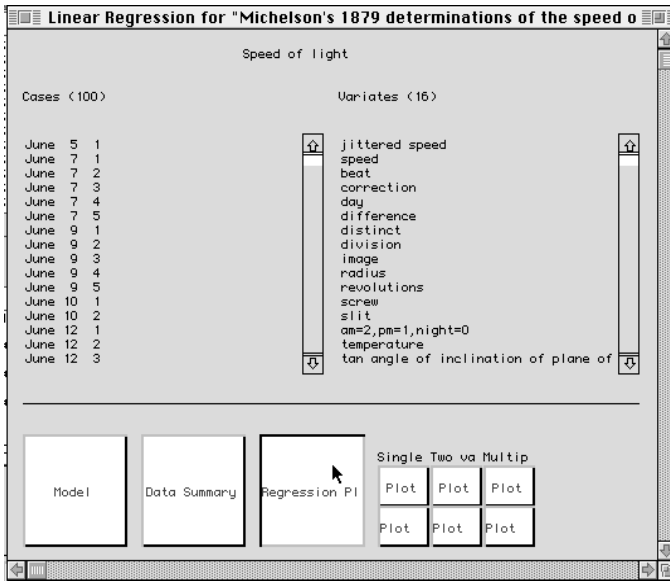 Linear Regression for "Michelson's 1879 determinations of the speed o
Speed of light
Cases (100)
Variates (16)
June 5 1
June 7 1
June 7 2
June 7 3
June 7 4
June 7 5
June 9 1
June 9 2
June 9 3
June 9 4
June 9 5
June 10 1
June 10 2
June 12 1
June 12 2
June 12 3
jittered speed
speed
beat
correction
day
difference
distinct
division
image
radius
revolutions
screw
slit
am=2,pm=1,night=0
temperature
tan angle of inclination of plane of
Model
Data Summary
Regression Pl
Single Two va Multip
Plot Plot Plot
Plot Plot Plot